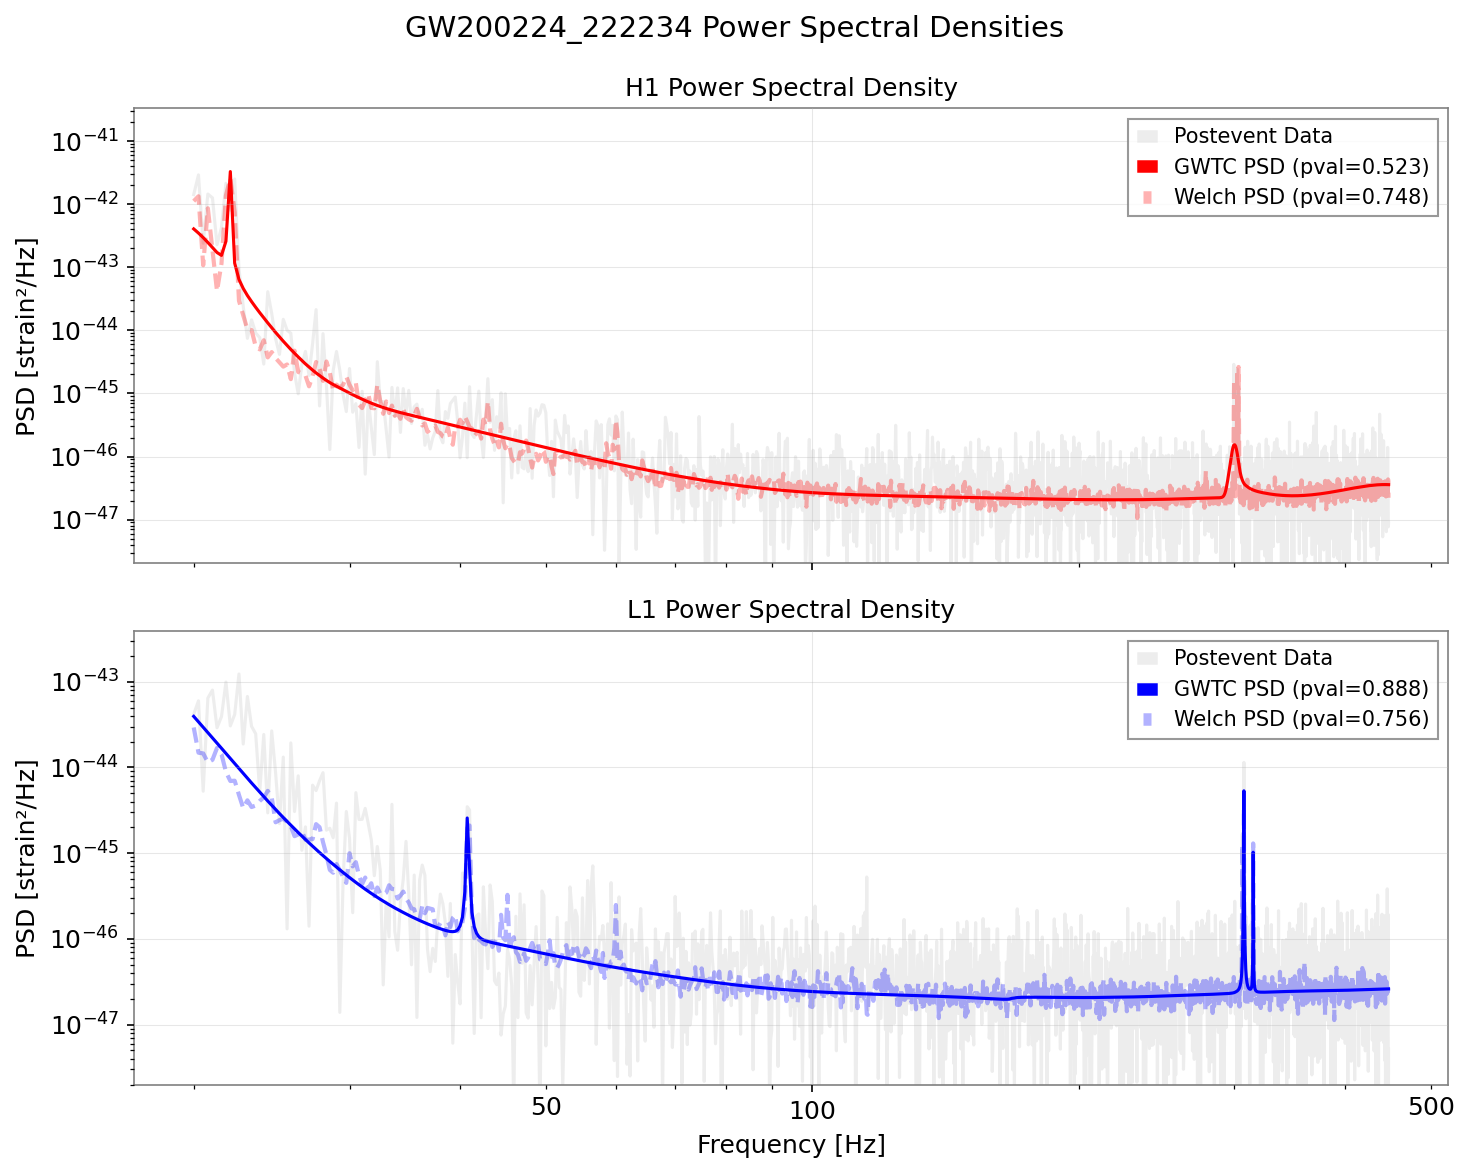 GW200224_222234 Power Spectral Densities
H1 Power Spectral Density
PSD [strain²/Hz]
10⁻⁴¹
10⁻⁴²
10⁻⁴³
10⁻⁴⁴
10⁻⁴⁵
10⁻⁴⁶
10⁻⁴⁷
Postevent Data
GWTC PSD (pval=0.523)
Welch PSD (pval=0.748)
L1 Power Spectral Density
PSD [strain²/Hz]
10⁻⁴³
10⁻⁴⁴
10⁻⁴⁵
10⁻⁴⁶
10⁻⁴⁷
Postevent Data
GWTC PSD (pval=0.888)
Welch PSD (pval=0.756)
50 100 500
Frequency [Hz]